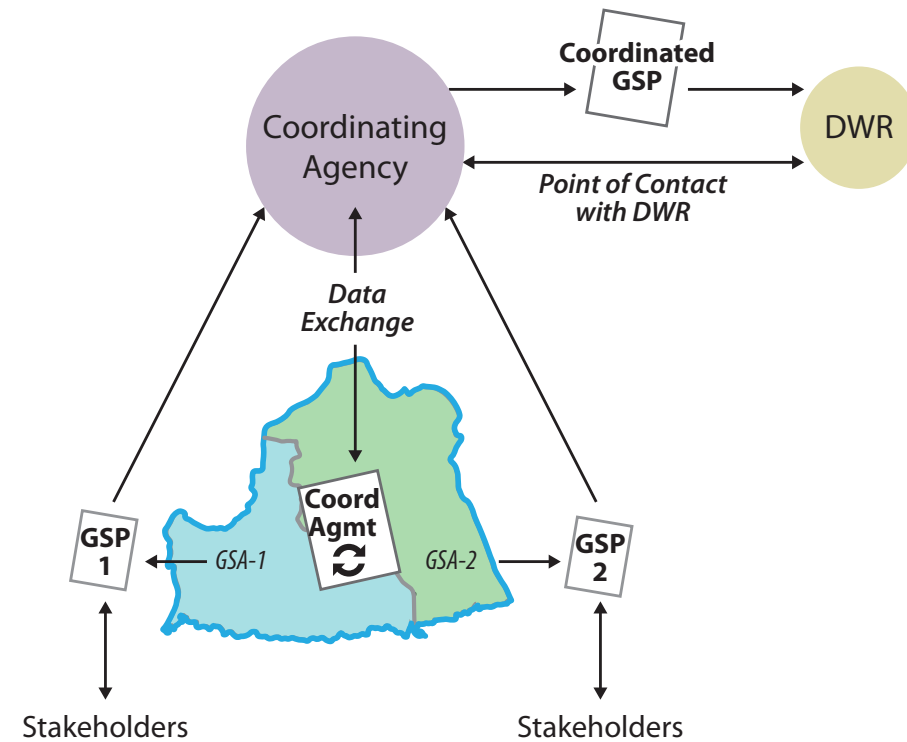 Coordinated
GSP
Coordinating
Agency
DWR
Point of Contact
with DWR
Data
Exchange
Coord
Agmt
GSP
1
GSA-1
GSA-2
GSP
2
Stakeholders
Stakeholders